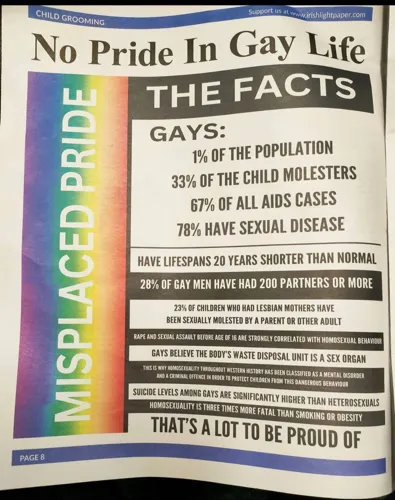 CHILD GROOMING
Support us at www.irishlightpaper.com
No Pride In Gay Life
MISPLACED PRIDE
THE FACTS
GAYS:
1% OF THE POPULATION
33% OF THE CHILD MOLESTERS
67% OF ALL AIDS CASES
78% HAVE SEXUAL DISEASE
HAVE LIFESPANS 20 YEARS SHORTER THAN NORMAL
28% OF GAY MEN HAVE HAD 200 PARTNERS OR MORE
23% OF CHILDREN WHO HAD LESBIAN MOTHERS HAVE
BEEN SEXUALLY MOLESTED BY A PARENT OR OTHER ADULT
RAPE AND SEXUAL ASSAULT BEFORE AGE OF 16 ARE STRONGLY CORRELATED WITH HOMOSEXUAL BEHAVIOUR
GAYS BELIEVE THE BODY'S WASTE DISPOSAL UNIT IS A SEX ORGAN
THIS IS WHY HOMOSEXUALITY THROUGHOUT WESTERN HISTORY HAS BEEN CLASSIFIED AS A MENTAL DISORDER
AND A CRIMINAL OFFENCE IN ORDER TO PROTECT CHILDREN FROM THIS DANGEROUS BEHAVIOUR
SUICIDE LEVELS AMONG GAYS ARE SIGNIFICANTLY HIGHER THAN HETEROSEXUALS
HOMOSEXUALITY IS THREE TIMES MORE FATAL THAN SMOKING OR OBESITY
THAT'S A LOT TO BE PROUD OF
PAGE 8